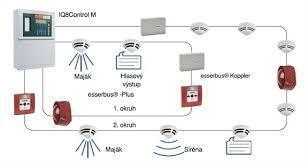 IQ8Control M
Maják
Hlasový
výstup
esserbus® Koppler
esserbus® -Plus
1. okruh
2. okruh
Maják
Siréna